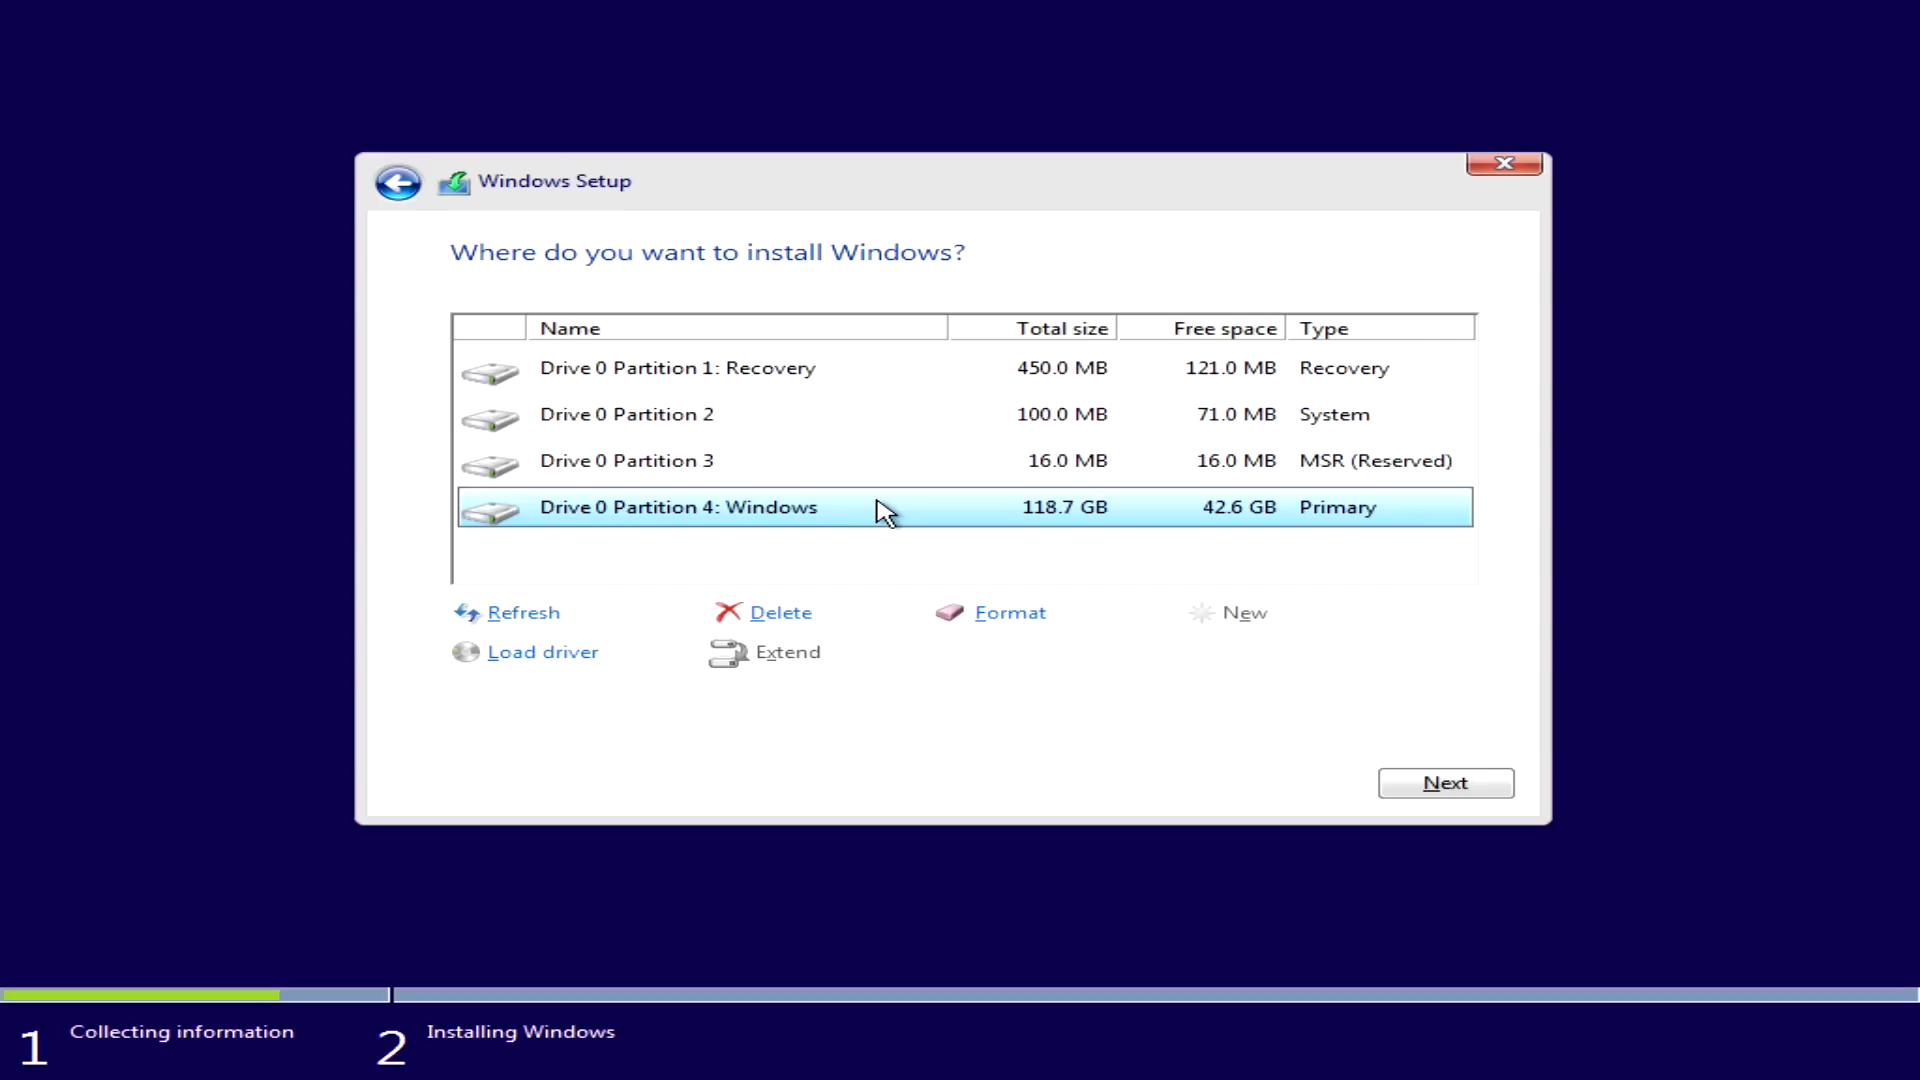 Windows Setup
Where do you want to install Windows?
Name Total size Free space Type
Drive 0 Partition 1: Recovery 450.0 MB 121.0 MB Recovery
Drive 0 Partition 2 100.0 MB 71.0 MB System
Drive 0 Partition 3 16.0 MB 16.0 MB MSR (Reserved)
Drive 0 Partition 4: Windows 118.7 GB 42.6 GB Primary
Refresh Delete Format New
Load driver Extend
Next
1 Collecting information 2 Installing Windows